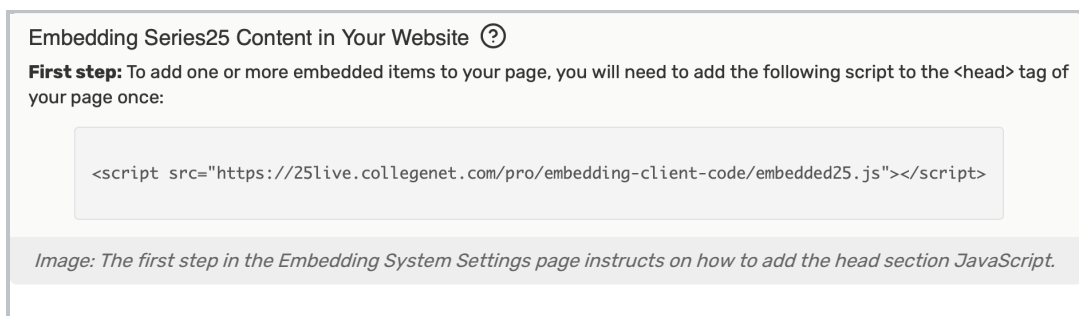 Embedding Series25 Content in Your Website ?
First step: To add one or more embedded items to your page, you will need to add the following script to the <head> tag of
your page once:
<script src="https://25live.collegenet.com/pro/embedding-client-code/embedded25.js"></script>
Image: The first step in the Embedding System Settings page instructs on how to add the head section JavaScript.